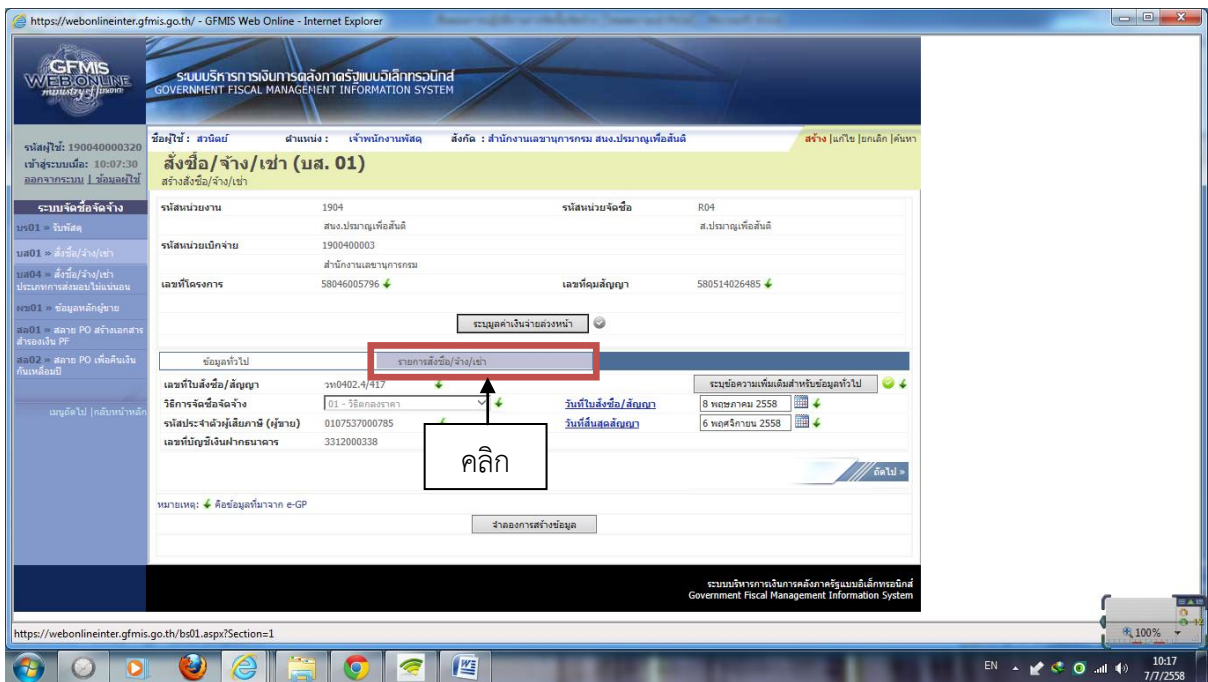 https://webonlineinter.gfmis.go.th/ - GFMIS Web Online - Internet Explorer
GFMIS
WEB ONLINE
ministry of finance
ระบบบริหารการเงินการคลังภาครัฐแบบอิเล็กทรอนิกส์
GOVERNMENT FISCAL MANAGEMENT INFORMATION SYSTEM
รหัสผู้ใช้: 190040000320
เข้าสู่ระบบเมื่อ: 10:07:30
ออกจากระบบ | ข้อมูลผู้ใช้
ชื่อผู้ใช้ : สวนิตย์ ตำแหน่ง : เจ้าพนักงานพัสดุ สังกัด : สำนักงานเลขานุการกรม สนง.ปรมาณูเพื่อสันติ
สร้าง |แก้ไข |ยกเลิก |ค้นหา
สั่งซื้อ/จ้าง/เช่า (บส. 01)
สร้างสั่งซื้อ/จ้าง/เช่า
ระบบจัดซื้อจัดจ้าง
บร01 » รับพัสดุ
บส01 » สั่งซื้อ/จ้าง/เช่า
บส04 » สั่งซื้อ/จ้าง/เช่า
ประเภทการส่งมอบไม่แน่นอน
ผข01 » ข้อมูลหลักผู้ขาย
สล01 » สลาย PO สร้างเอกสาร
สำรองเงิน PF
สล02 » สลาย PO เพื่อคืนเงิน
กันเหลื่อมปี
เมนูถัดไป |กลับหน้าหลัก
รหัสหน่วยงาน 1904 รหัสหน่วยจัดซื้อ R04
สนง.ปรมาณูเพื่อสันติ ส.ปรมาณูเพื่อสันติ
รหัสหน่วยเบิกจ่าย 1900400003
สำนักงานเลขานุการกรม
เลขที่โครงการ 58046005796 เลขที่คุมสัญญา 580514026485
ระบุมูลค่าเงินจ่ายล่วงหน้า
ข้อมูลทั่วไป รายการสั่งซื้อ/จ้าง/เช่า
เลขที่ใบสั่งซื้อ/สัญญา วท0402.4/417 ระบุข้อความเพิ่มเติมสำหรับข้อมูลทั่วไป
วิธีการจัดซื้อจัดจ้าง 01 - วิธีตกลงราคา วันที่ใบสั่งซื้อ/สัญญา 8 พฤษภาคม 2558
รหัสประจำตัวผู้เสียภาษี (ผู้ขาย) 0107537000785 วันที่สิ้นสุดสัญญา 6 พฤศจิกายน 2558
เลขที่บัญชีเงินฝากธนาคาร 3312000338
คลิก
ถัดไป »
หมายเหตุ: คือข้อมูลที่มาจาก e-GP
จำลองการสร้างข้อมูล
ระบบบริหารการเงินการคลังภาครัฐแบบอิเล็กทรอนิกส์
Government Fiscal Management Information System
https://webonlineinter.gfmis.go.th/bs01.aspx?Section=1
100%
EN
10:17
7/7/2558